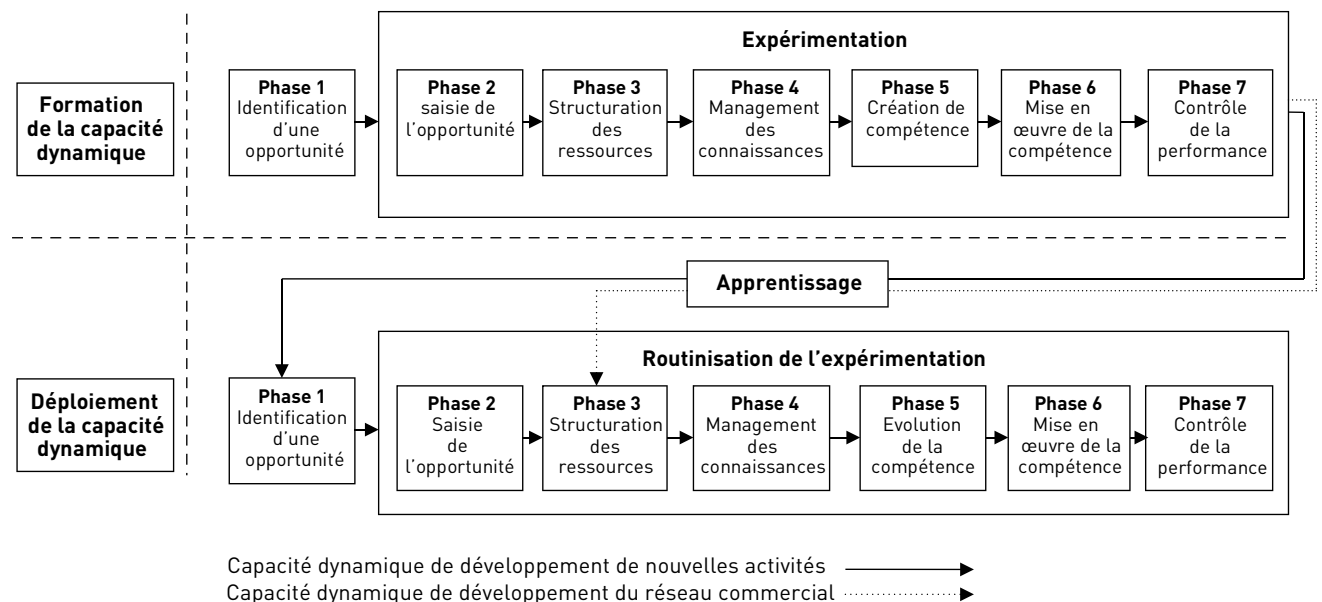 Expérimentation
Formation
de la capacité
dynamique
Phase 1
Identification
d'une
opportunité
Phase 2
saisie de
l'opportunité
Phase 3
Structuration
des
ressources
Phase 4
Management
des
connaissances
Phase 5
Création de
compétence
Phase 6
Mise en
œuvre de la
compétence
Phase 7
Contrôle
de la
performance
Apprentissage
Routinisation de l'expérimentation
Déploiement
de la capacité
dynamique
Phase 1
Identification
d'une
opportunité
Phase 2
Saisie
de
l'opportunité
Phase 3
Structuration
des
ressources
Phase 4
Management
des
connaissances
Phase 5
Evolution
de la
compétence
Phase 6
Mise en
œuvre de la
compétence
Phase 7
Contrôle
de la
performance
Capacité dynamique de développement de nouvelles activités
Capacité dynamique de développement du réseau commercial